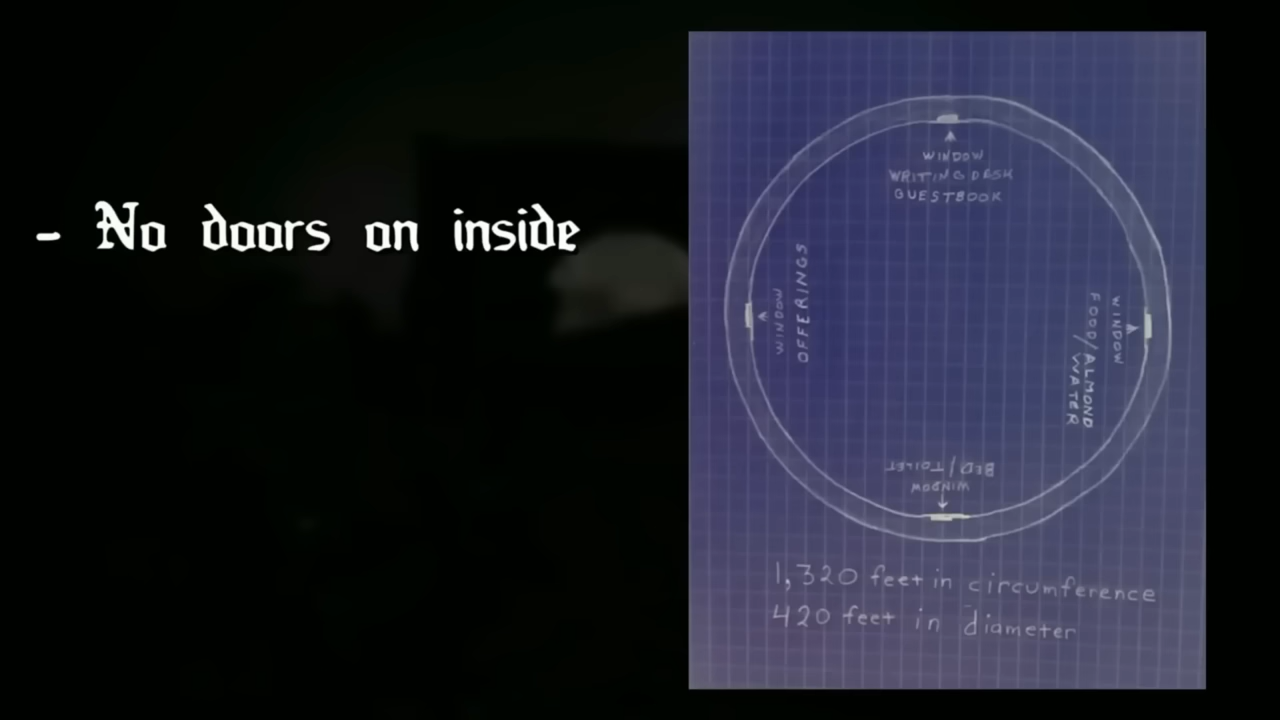 - No doors on inside
WINDOW
WRITING DESK
GUESTBOOK
WINDOW
OFFERINGS
WINDOW
FOOD/ALMOND
WATER
BED/TOILET
WINDOW
1,320 feet in circumference
420 feet in diameter